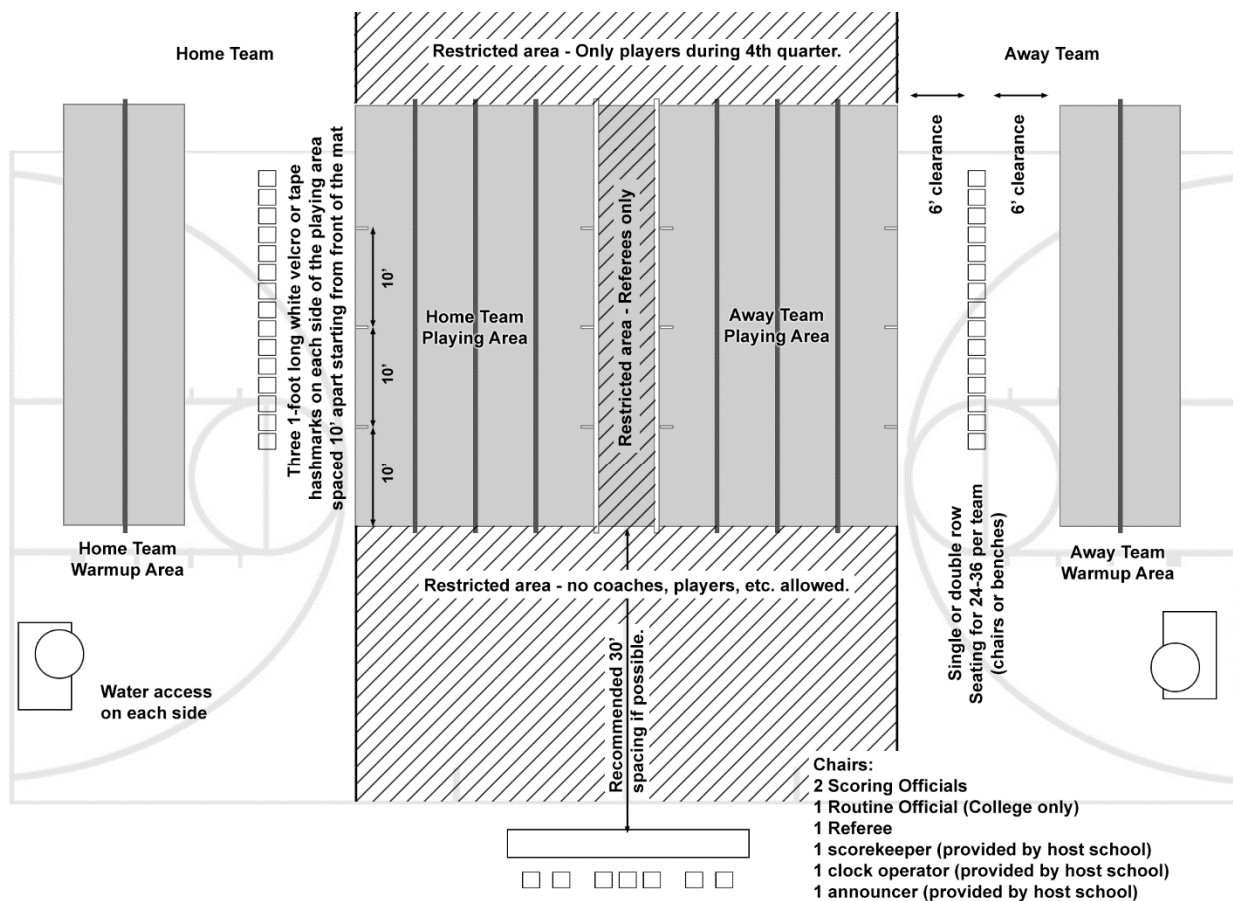 Home Team
Restricted area - Only players during 4th quarter.
Away Team
6’ clearance
6’ clearance
Three 1-foot long white velcro or tape
hashmarks on each side of the playing area
spaced 10’ apart starting from front of the mat
10’
10’
10’
Home Team
Playing Area
Restricted area - Referees only
Away Team
Playing Area
Home Team
Warmup Area
Away Team
Warmup Area
Restricted area - no coaches, players, etc. allowed.
Single or double row
Seating for 24-36 per team
(chairs or benches)
Water access
on each side
Recommended 30’
spacing if possible.
Chairs:
2 Scoring Officials
1 Routine Official (College only)
1 Referee
1 scorekeeper (provided by host school)
1 clock operator (provided by host school)
1 announcer (provided by host school)